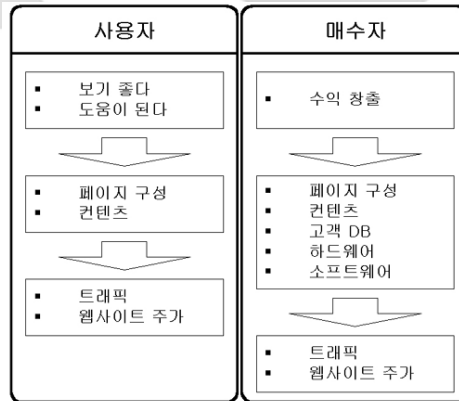 사용자
▪ 보기 좋다
▪ 도움이 된다
▪ 페이지 구성
▪ 컨텐츠
▪ 트래픽
▪ 웹사이트 주가
매수자
▪ 수익 창출
▪ 페이지 구성
▪ 컨텐츠
▪ 고객 DB
▪ 하드웨어
▪ 소프트웨어
▪ 트래픽
▪ 웹사이트 주가